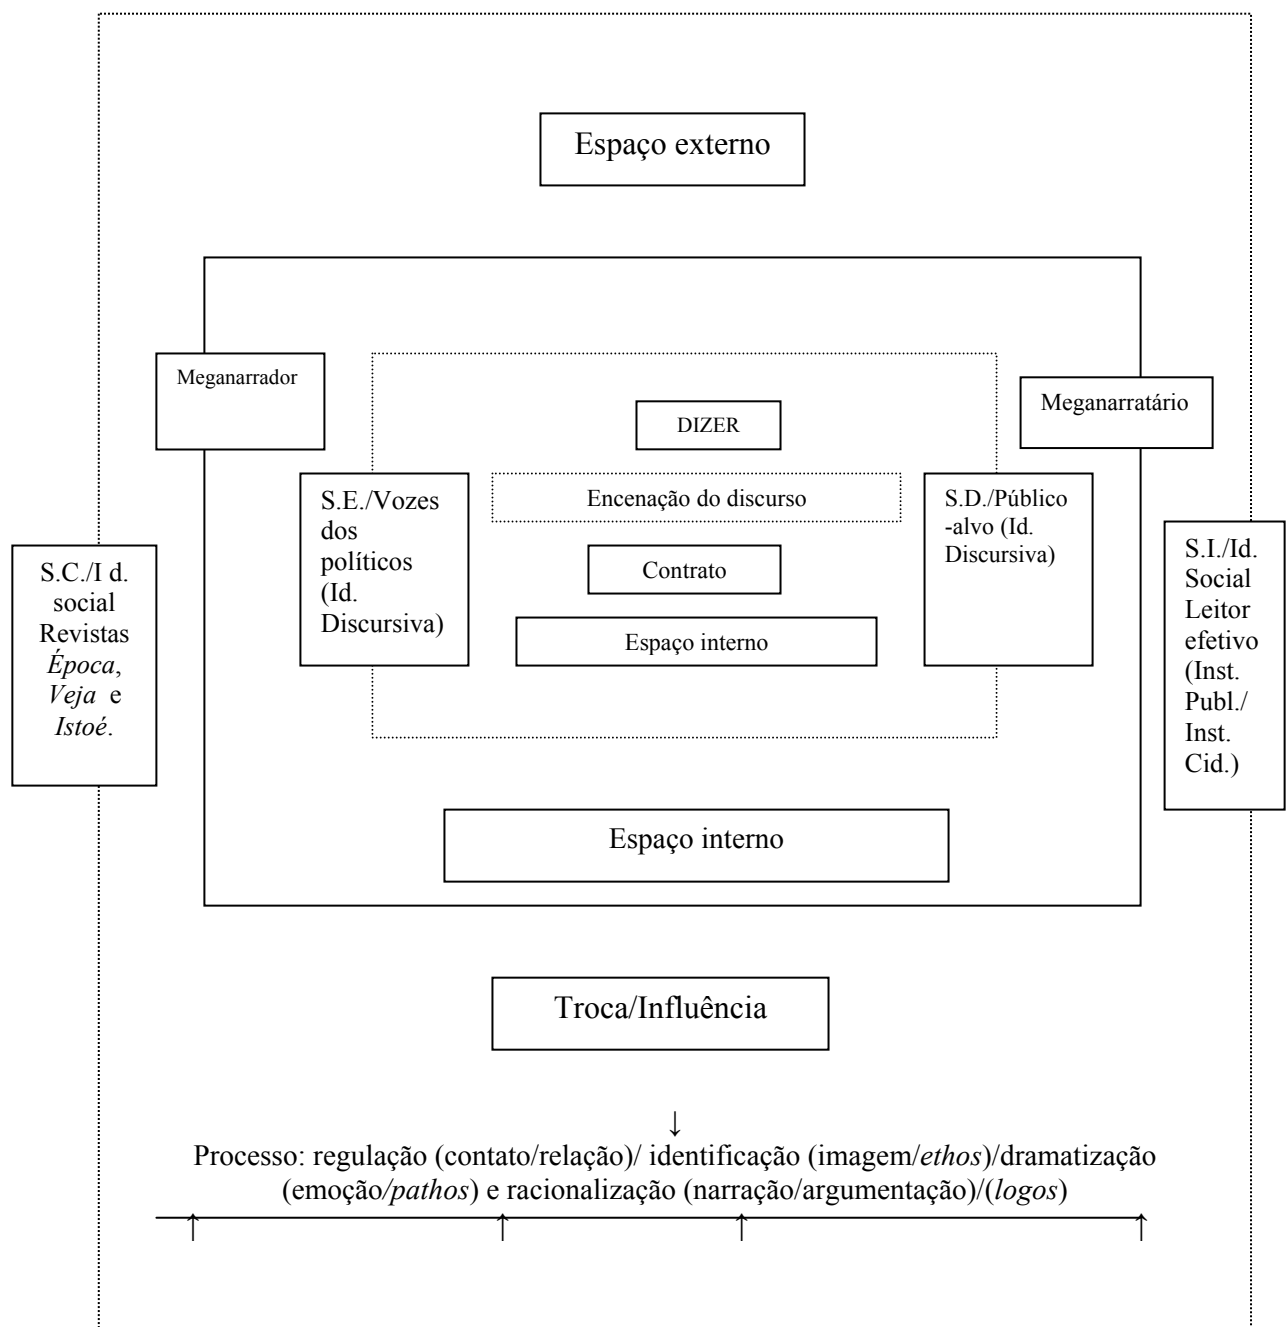 Espaço externo
Meganarrador
Meganarratário
DIZER
S.E./Vozes
dos
políticos
(Id.
Discursiva)
Encenação do discurso
S.D./Público
-alvo (Id.
Discursiva)
S.C./I d.
social
Revistas
Época,
Veja e
Istoé.
Contrato
S.I./Id.
Social
Leitor
efetivo
(Inst.
Publ./
Inst.
Cid.)
Espaço interno
Espaço interno
Troca/Influência
↓
Processo: regulação (contato/relação)/ identificação (imagem/ethos)/dramatização
(emoção/pathos) e racionalização (narração/argumentação)/(logos)
↑ ↑ ↑ ↑